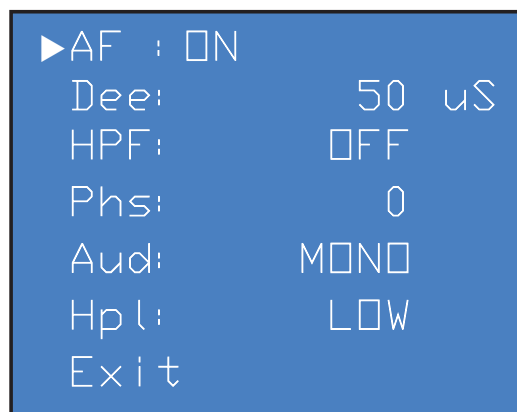 ▶AF : ON
Dee: 50 uS
HPF: OFF
Phs: 0
Aud: MONO
Hpl: LOW
Exit